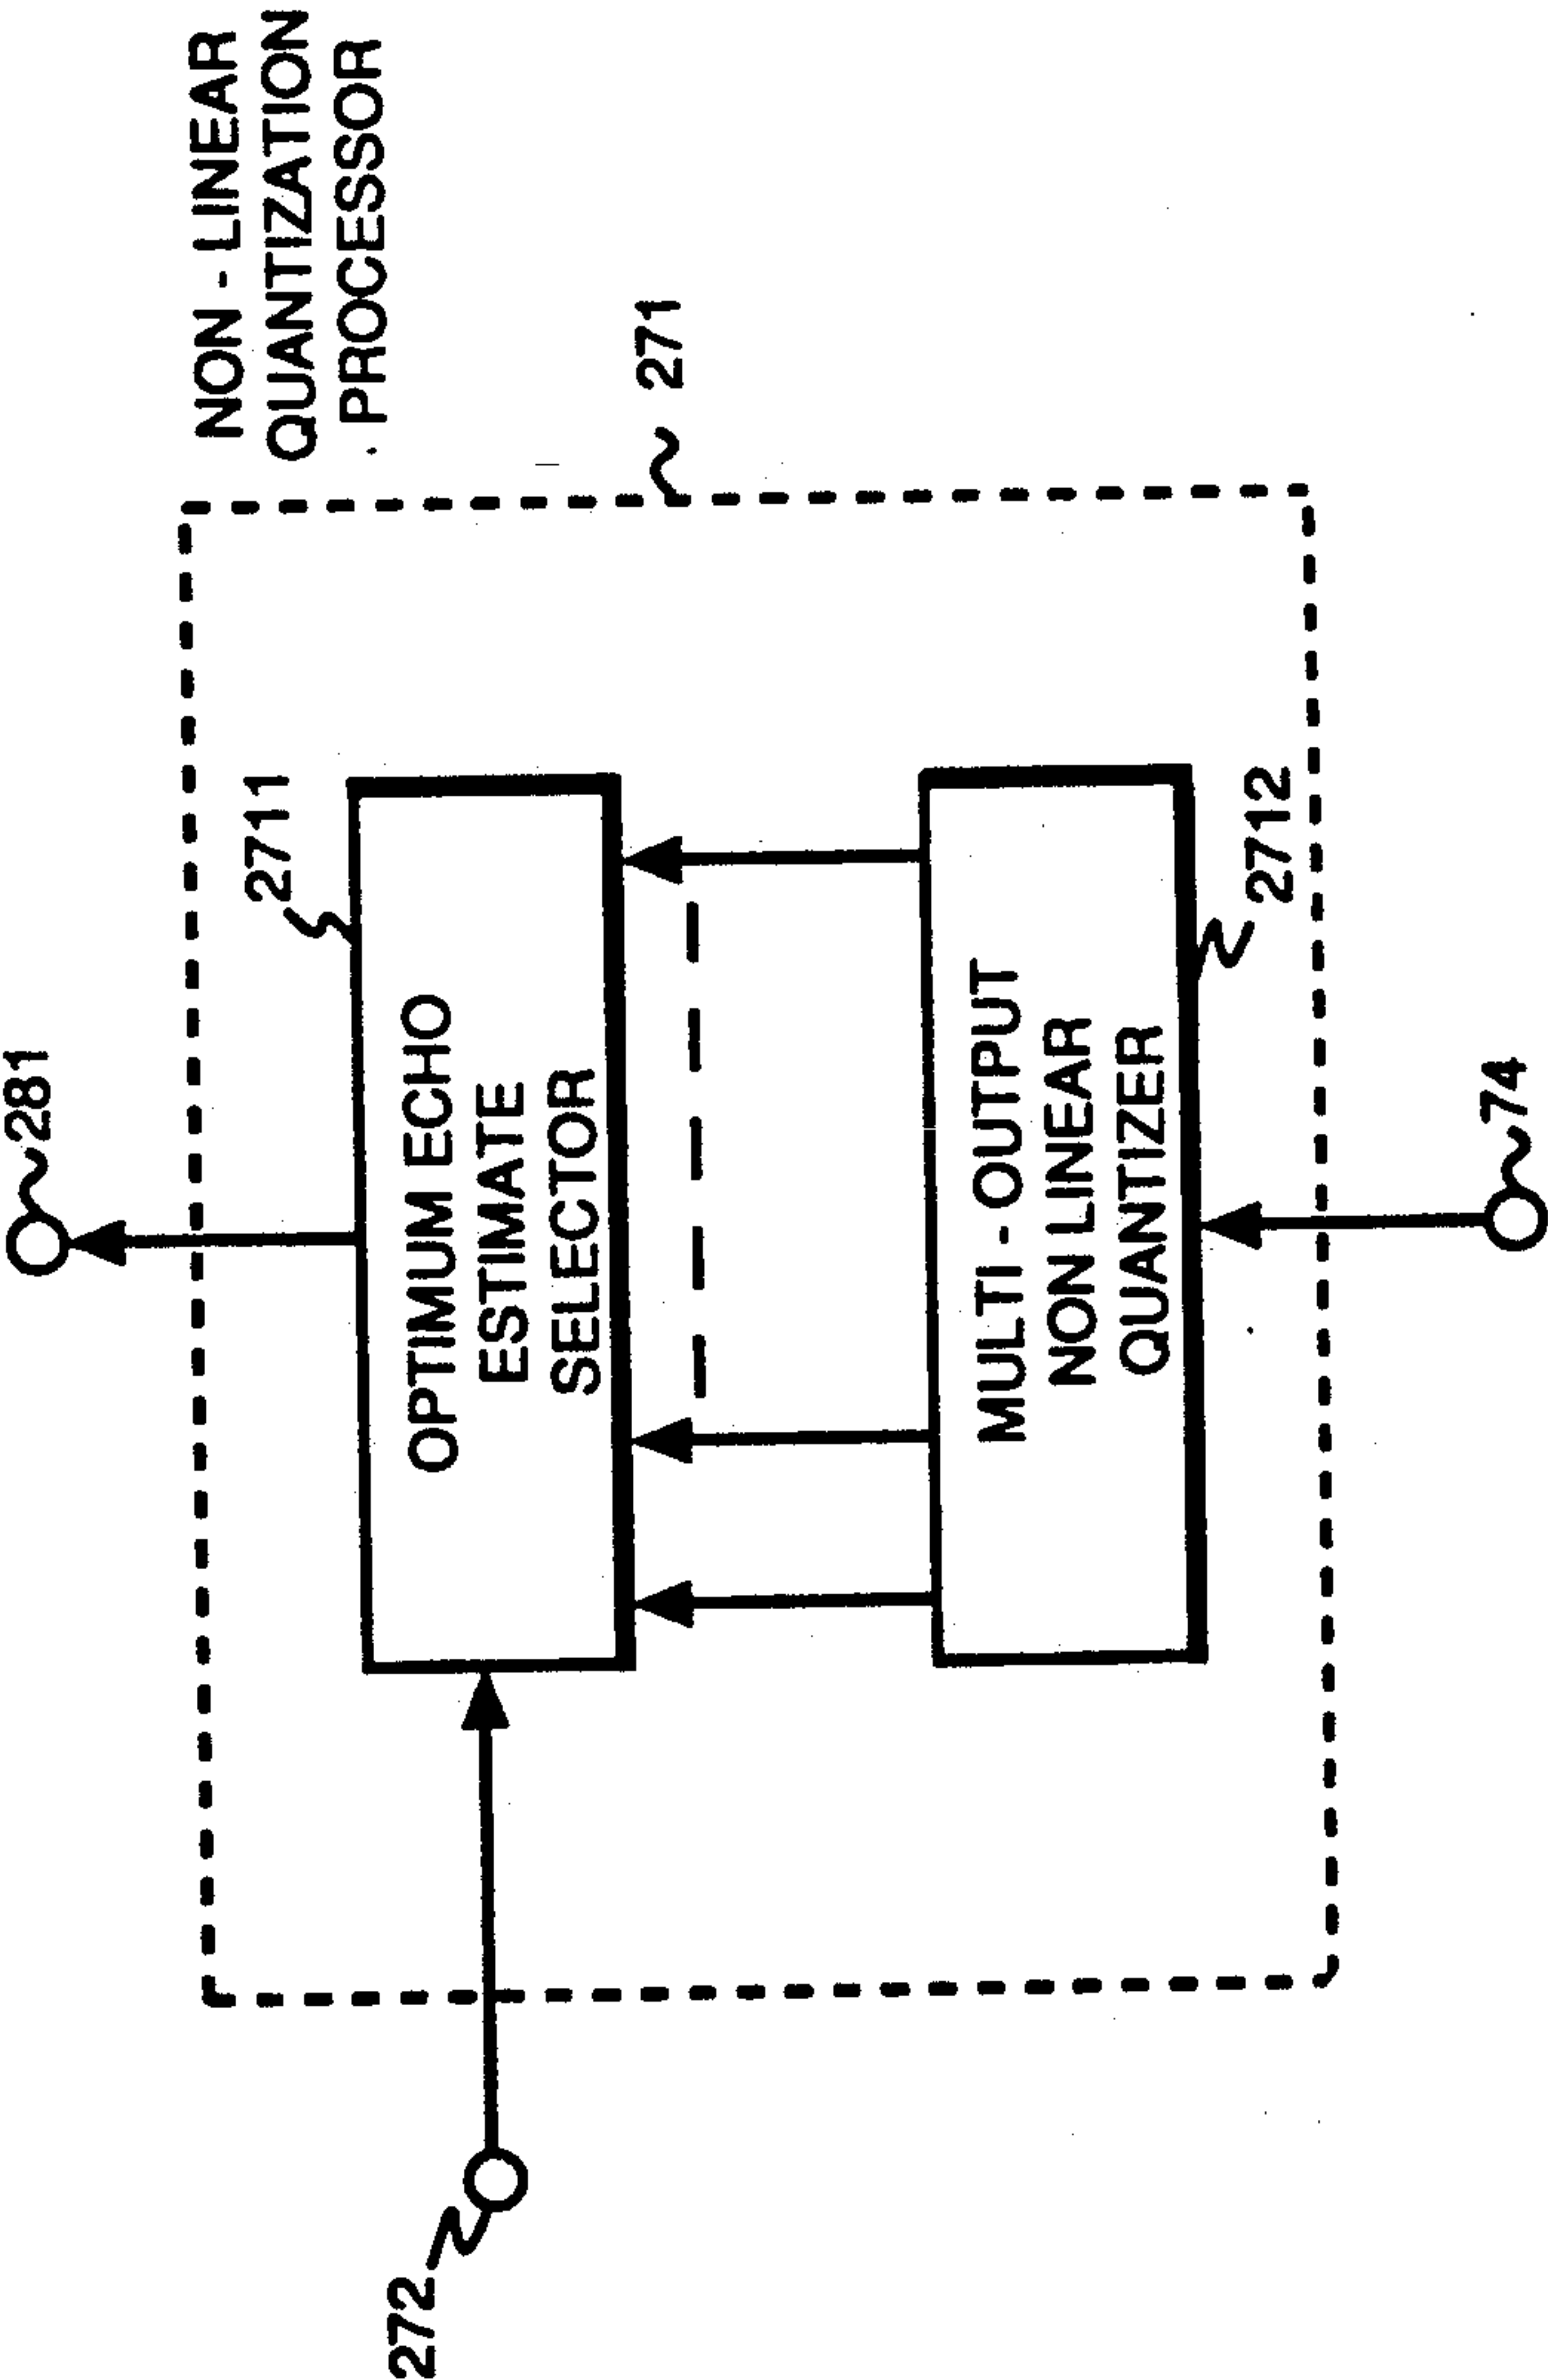 NON - LINEAR
QUANTIZATION
PROCESSOR
271
281
2711
OPTIMUM ECHO
ESTIMATE
SELECTOR
272
MULTI - OUTPUT
NON LINEAR
QUANTIZER
2712
74